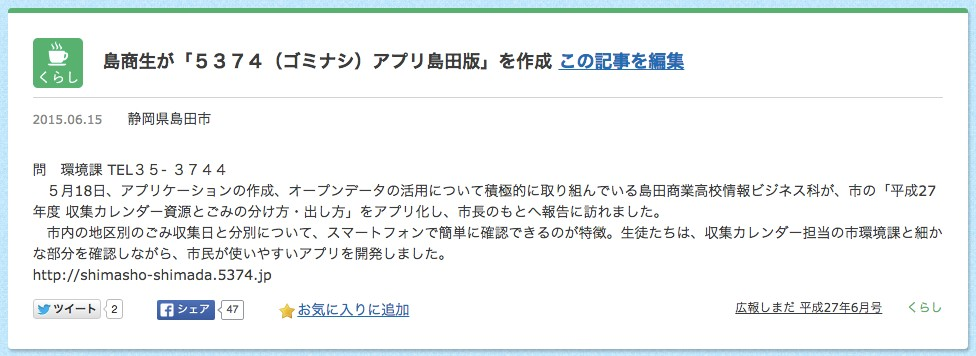 くらし
島商生が「５３７４（ゴミナシ）アプリ島田版」を作成 この記事を編集
2015.06.15 静岡県島田市
問　環境課 TEL３５- ３７４４
５月18日、アプリケーションの作成、オープンデータの活用について積極的に取り組んでいる島田商業高校情報ビジネス科が、市の「平成27
年度 収集カレンダー資源とごみの分け方・出し方」をアプリ化し、市長のもとへ報告に訪れました。
市内の地区別のごみ収集日と分別について、スマートフォンで簡単に確認できるのが特徴。生徒たちは、収集カレンダー担当の市環境課と細か
な部分を確認しながら、市民が使いやすいアプリを開発しました。
http://shimasho-shimada.5374.jp
ツイート 2 シェア 47 お気に入りに追加 広報しまだ 平成27年6月号 くらし